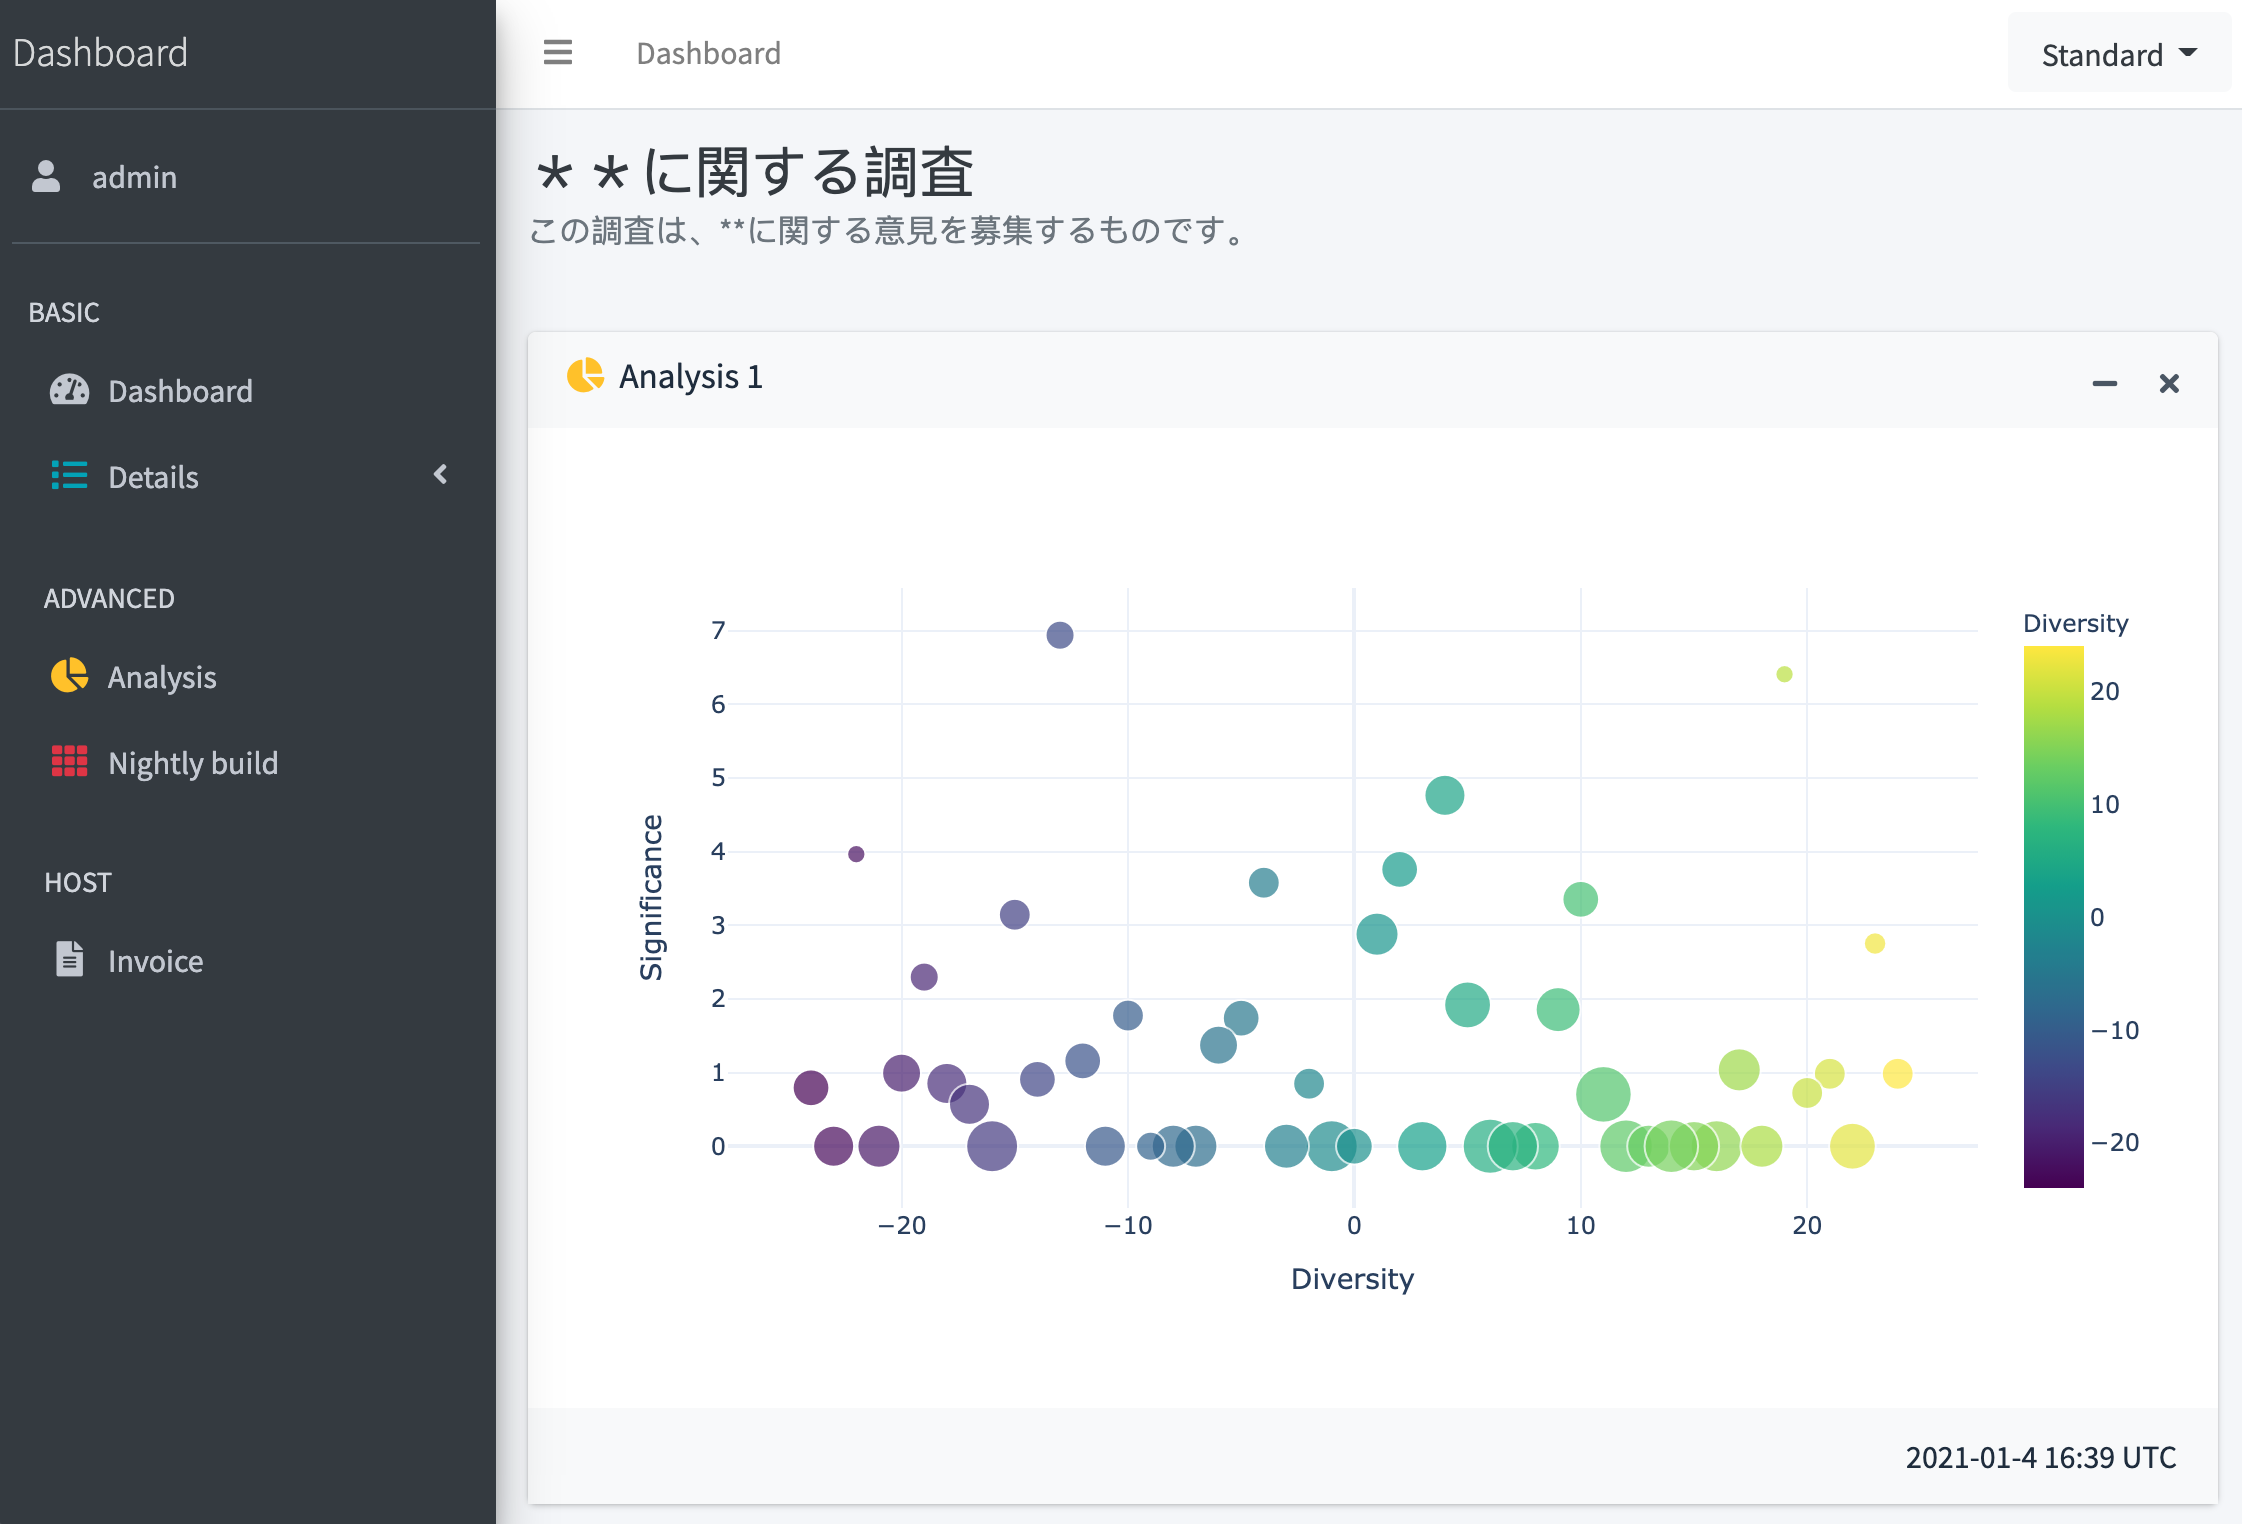 Dashboard
admin
BASIC
Dashboard
Details
ADVANCED
Analysis
Nightly build
HOST
Invoice
Dashboard
Standard
＊＊に関する調査
この調査は、**に関する意見を募集するものです。
Analysis 1
7
6
5
4
3
2
1
0
Significance
−20
−10
0
10
20
Diversity
Diversity
20
10
0
−10
−20
2021-01-4 16:39 UTC